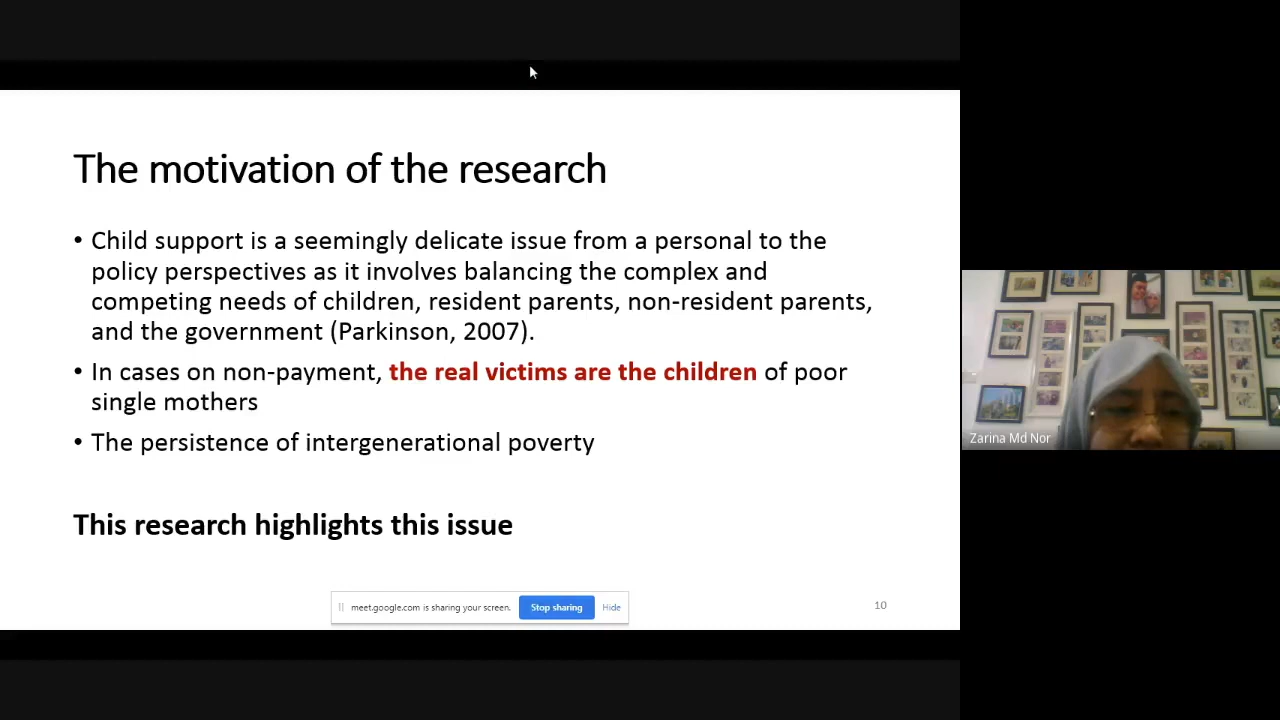 The motivation of the research
• Child support is a seemingly delicate issue from a personal to the
policy perspectives as it involves balancing the complex and
competing needs of children, resident parents, non-resident parents,
and the government (Parkinson, 2007).
• In cases on non-payment, the real victims are the children of poor
single mothers
• The persistence of intergenerational poverty
This research highlights this issue
meet.google.com is sharing your screen. Stop sharing Hide
10
Zarina Md Nor